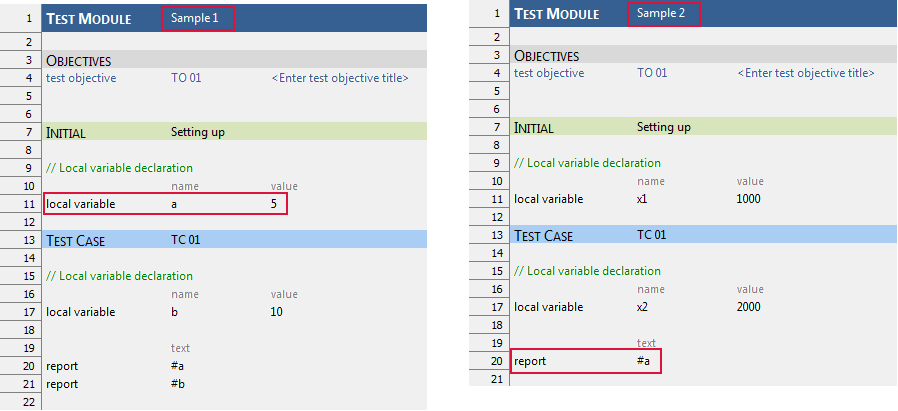 1 TEST MODULE Sample 1
2
3 OBJECTIVES
4 test objective TO 01 <Enter test objective title>
5
6
7 INITIAL Setting up
8
9 // Local variable declaration
10 name value
11 local variable a 5
12
13 TEST CASE TC 01
14
15 // Local variable declaration
16 name value
17 local variable b 10
18
19 text
20 report #a
21 report #b
22
1 TEST MODULE Sample 2
2
3 OBJECTIVES
4 test objective TO 01 <Enter test objective title>
5
6
7 INITIAL Setting up
8
9 // Local variable declaration
10 name value
11 local variable x1 1000
12
13 TEST CASE TC 01
14
15 // Local variable declaration
16 name value
17 local variable x2 2000
18
19 text
20 report #a
21